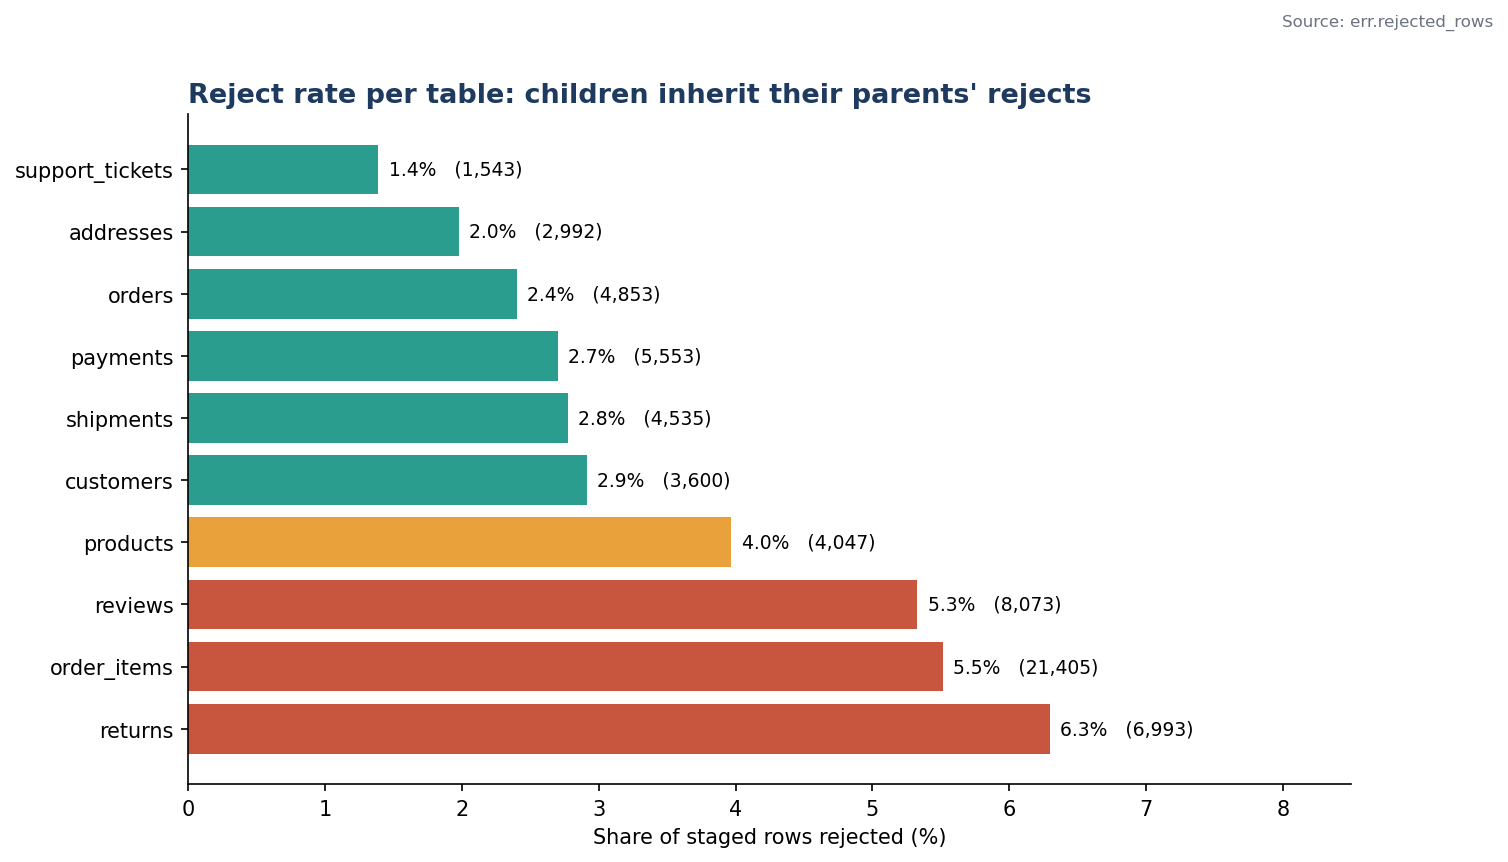 Source: err.rejected_rows
Reject rate per table: children inherit their parents' rejects
support_tickets 1.4% (1,543)
addresses 2.0% (2,992)
orders 2.4% (4,853)
payments 2.7% (5,553)
shipments 2.8% (4,535)
customers 2.9% (3,600)
products 4.0% (4,047)
reviews 5.3% (8,073)
order_items 5.5% (21,405)
returns 6.3% (6,993)
0 1 2 3 4 5 6 7 8
Share of staged rows rejected (%)